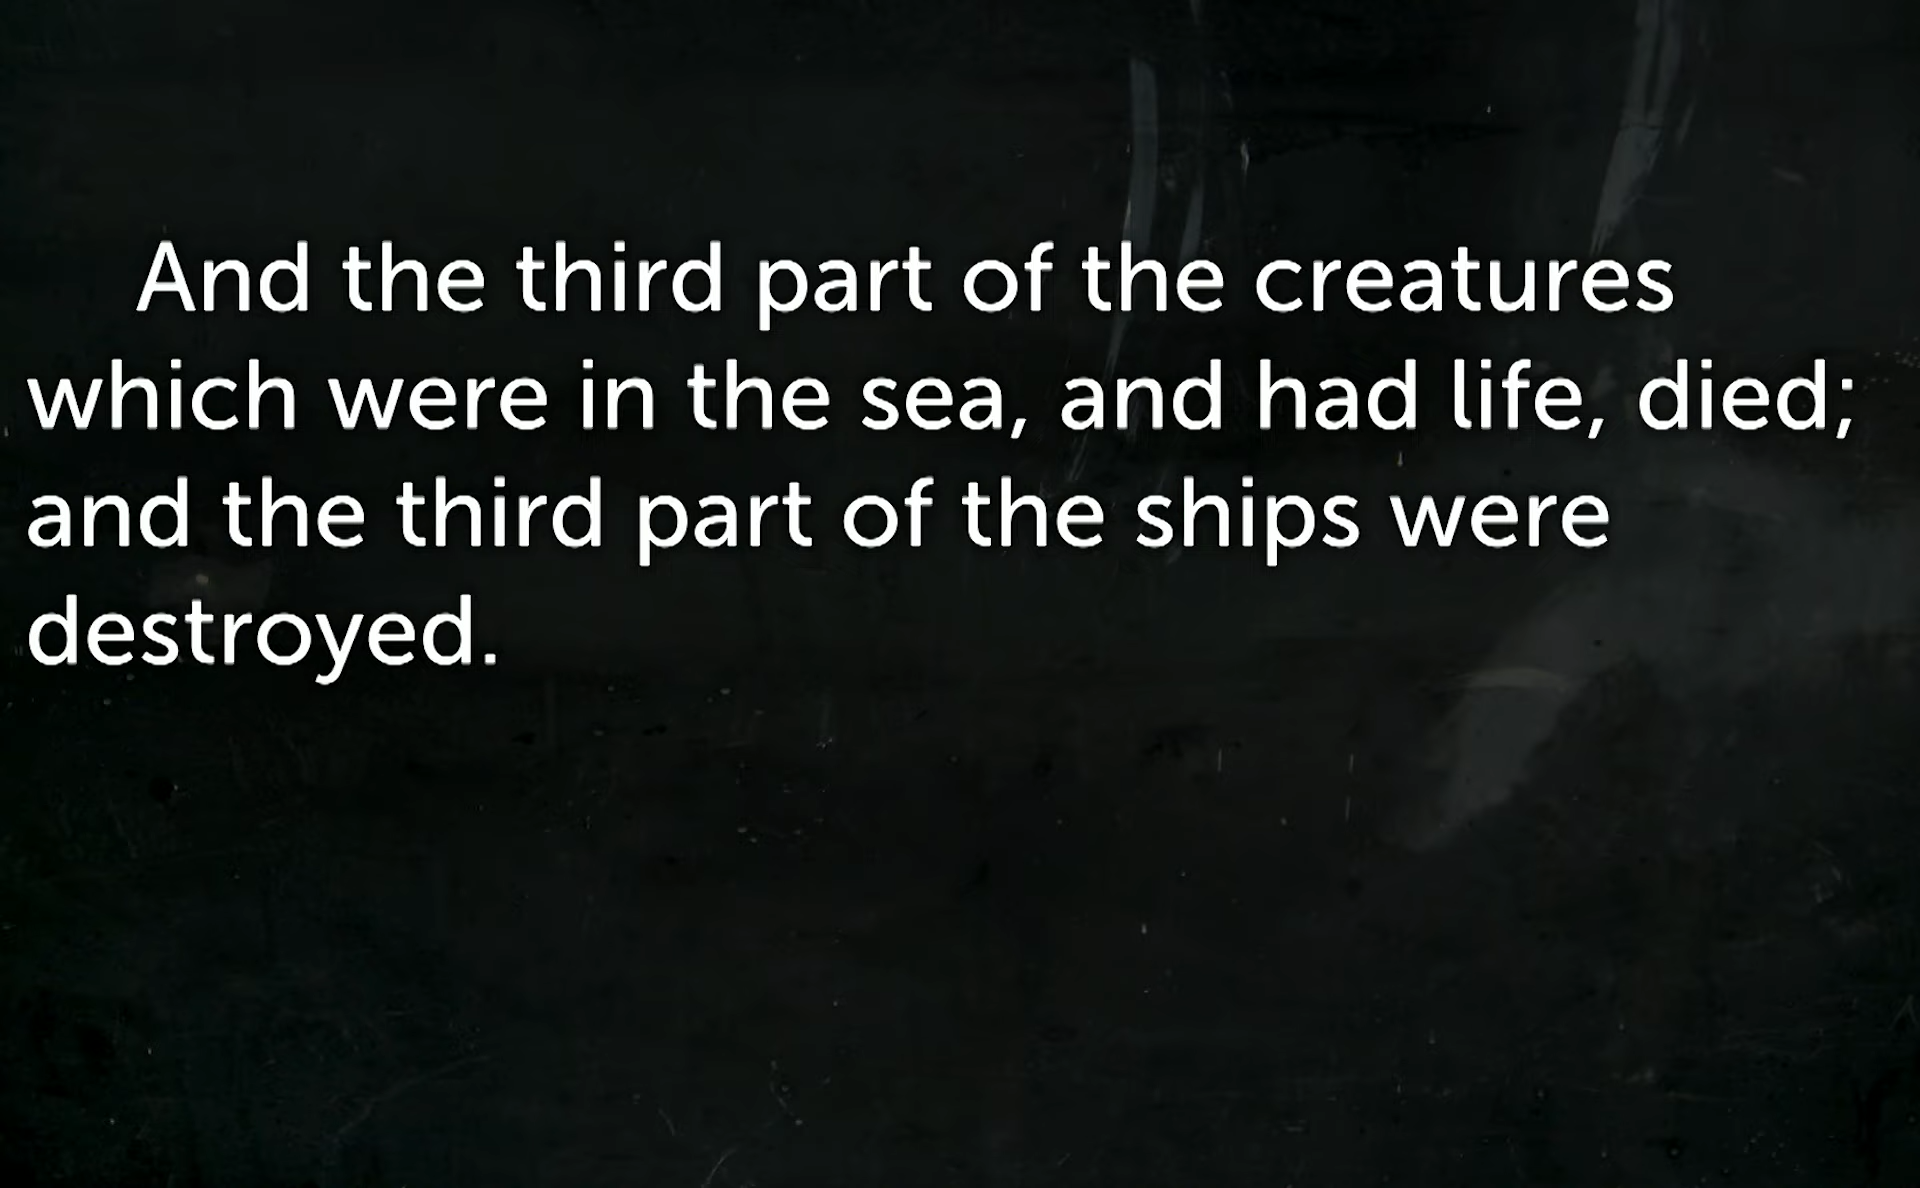 And the third part of the creatures
which were in the sea, and had life, died;
and the third part of the ships were
destroyed.